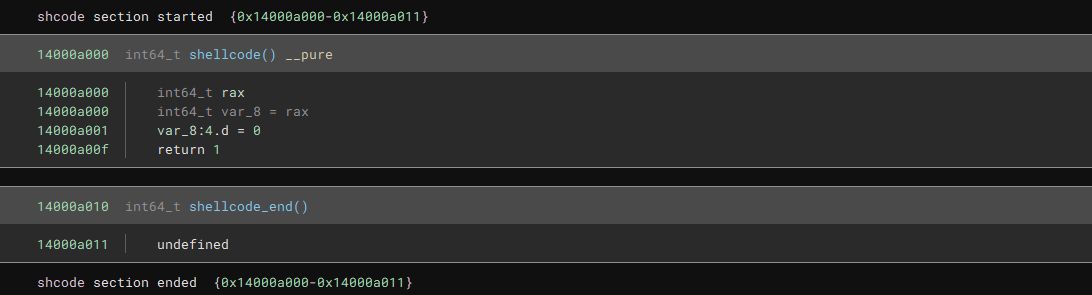 shcode section started {0x14000a000-0x14000a011}
14000a000 int64_t shellcode() __pure
14000a000 int64_t rax
14000a000 int64_t var_8 = rax
14000a001 var_8:4.d = 0
14000a00f return 1
14000a010 int64_t shellcode_end()
14000a011 undefined
shcode section ended {0x14000a000-0x14000a011}